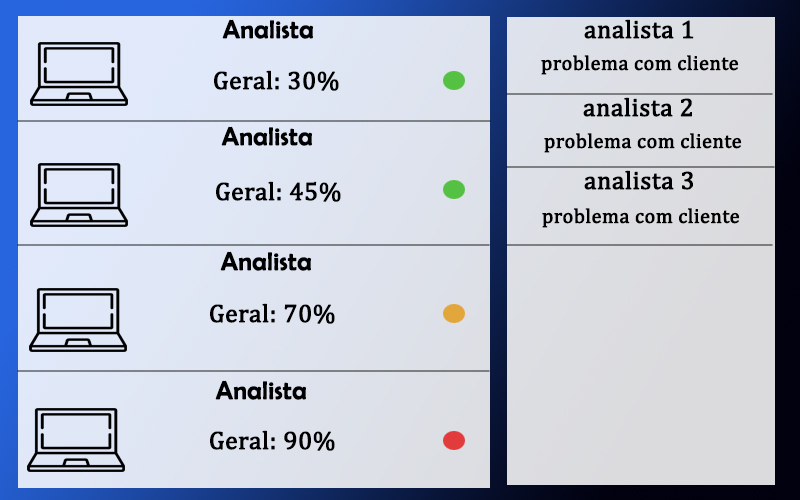 Analista
Geral: 30%
Analista
Geral: 45%
Analista
Geral: 70%
Analista
Geral: 90%
analista 1
problema com cliente
analista 2
problema com cliente
analista 3
problema com cliente